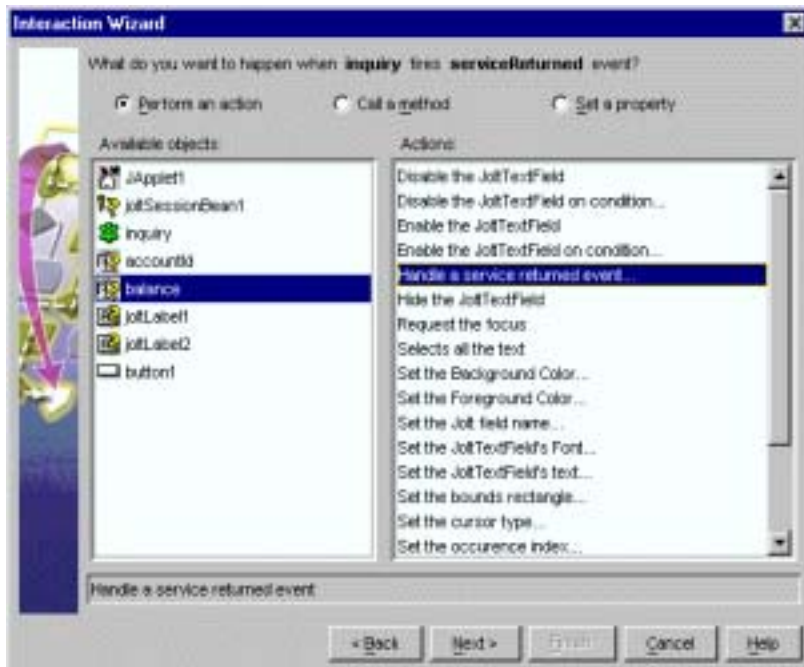 Interaction Wizard
What do you want to happen when inquiry fires serviceReturned event?
Perform an action
Call a method
Set a property
Available objects
Actions
JApplet1
joltSessionBean1
inquiry
accountId
balance
joltLabel1
joltLabel2
button1
Disable the JoltTextField
Disable the JoltTextField on condition...
Enable the JoltTextField
Enable the JoltTextField on condition...
Handle a service returned event...
Hide the JoltTextField
Request the focus
Selects all the text
Set the Background Color...
Set the Foreground Color...
Set the Jolt field name...
Set the JoltTextField's Font...
Set the JoltTextField's text...
Set the bounds rectangle...
Set the cursor type...
Set the occurence index...
Handle a service returned event
< Back
Next >
Finish
Cancel
Help